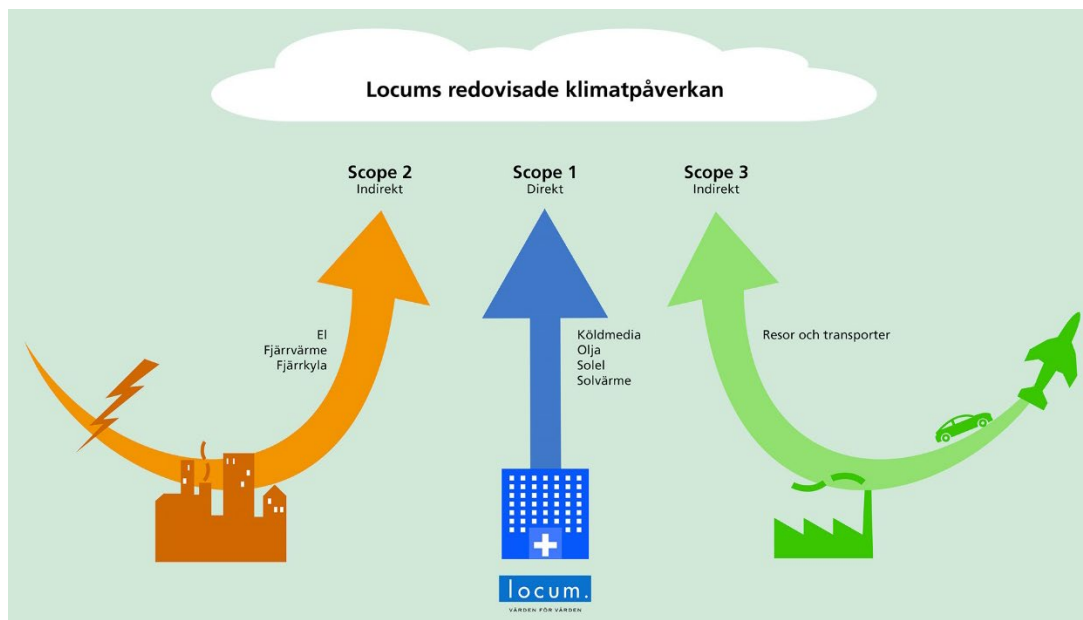 Locums redovisade klimatpåverkan
Scope 2
Indirekt
El
Fjärrvärme
Fjärrkyla
Scope 1
Direkt
Köldmedia
Olja
Solel
Solvärme
Scope 3
Indirekt
Resor och transporter
locum.
VÄRDEN FÖR VÅRDEN